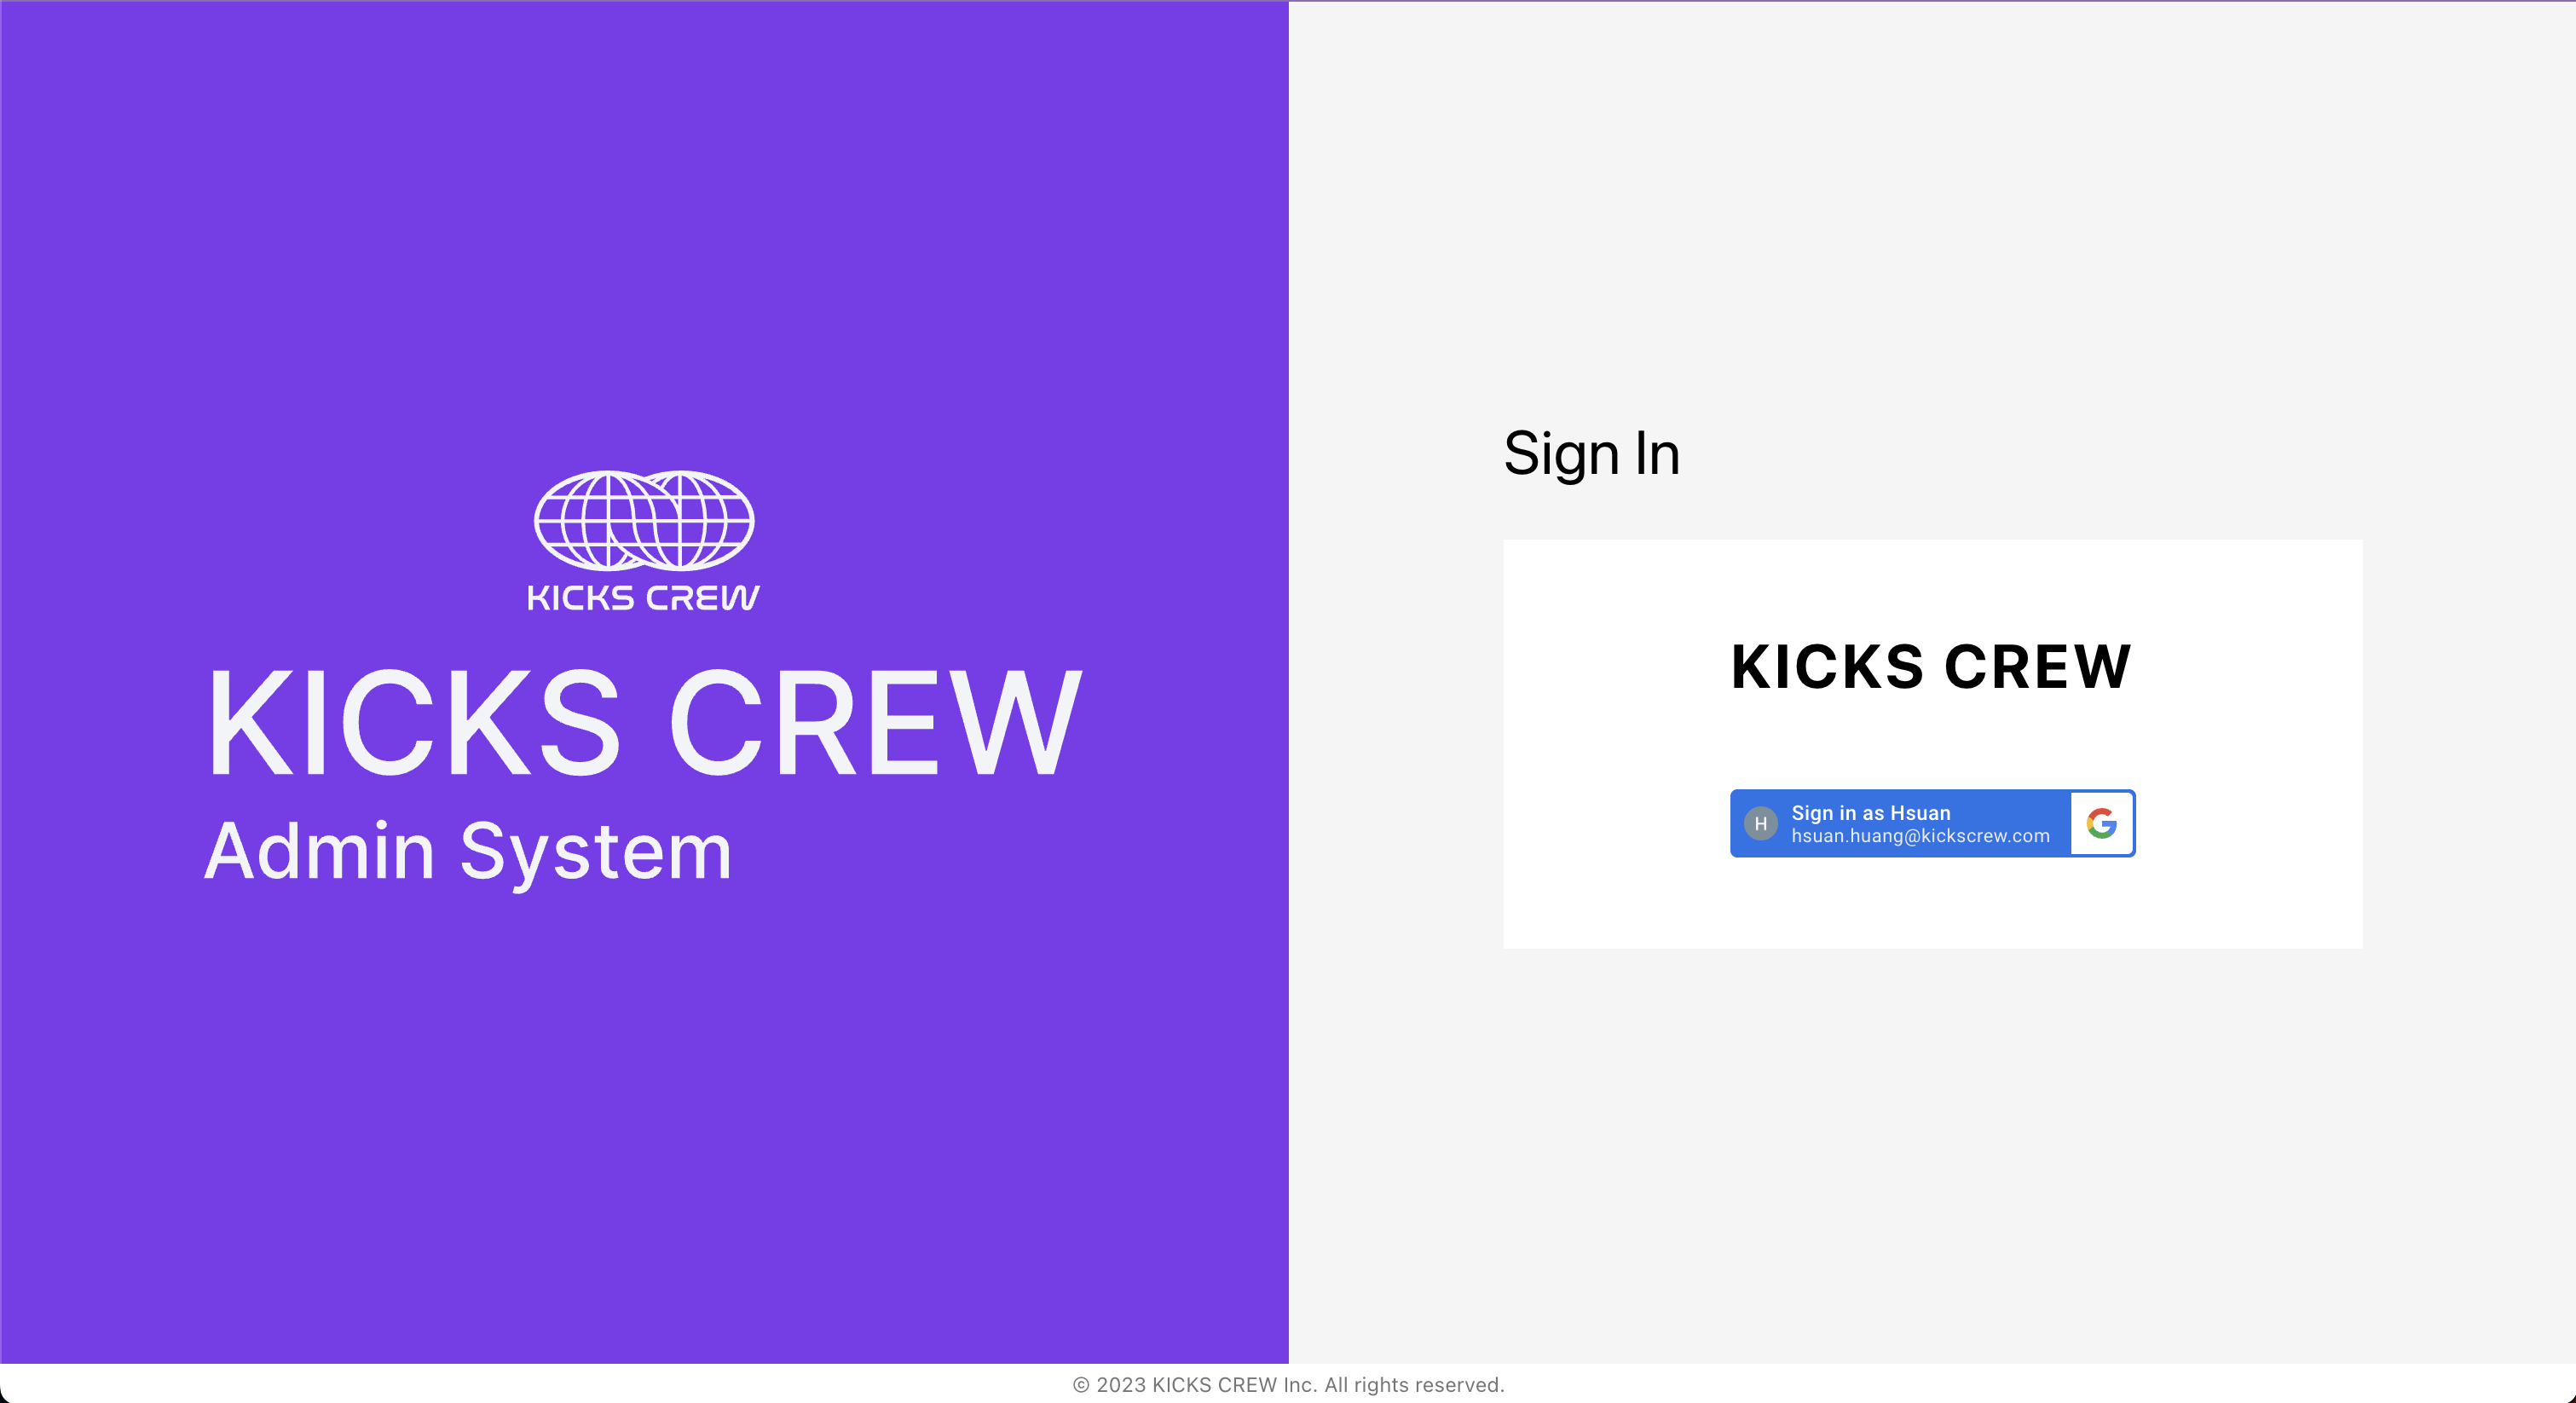 KICKS CREW
KICKS CREW
Admin System
Sign In
KICKS CREW
H
Sign in as Hsuan
hsuan.huang@kickscrew.com
© 2023 KICKS CREW Inc. All rights reserved.